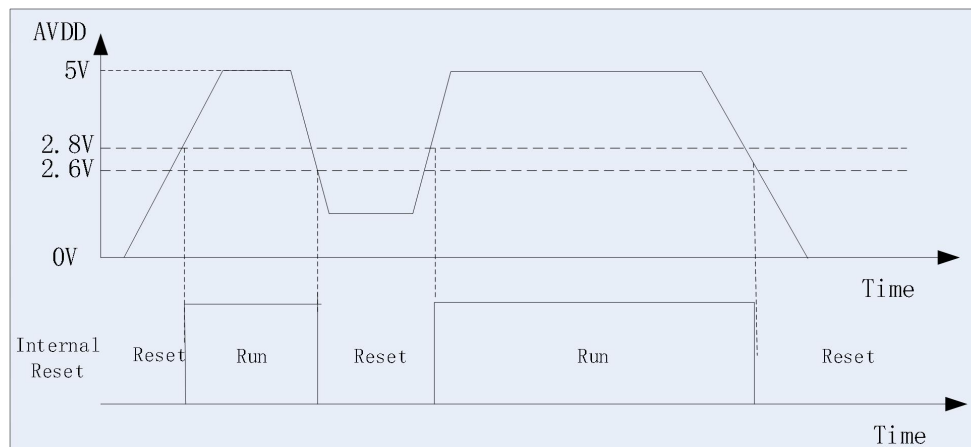 AVDD
5V
2.8V
2.6V
0V
Time
Internal
Reset
Reset
Run
Reset
Run
Reset
Time